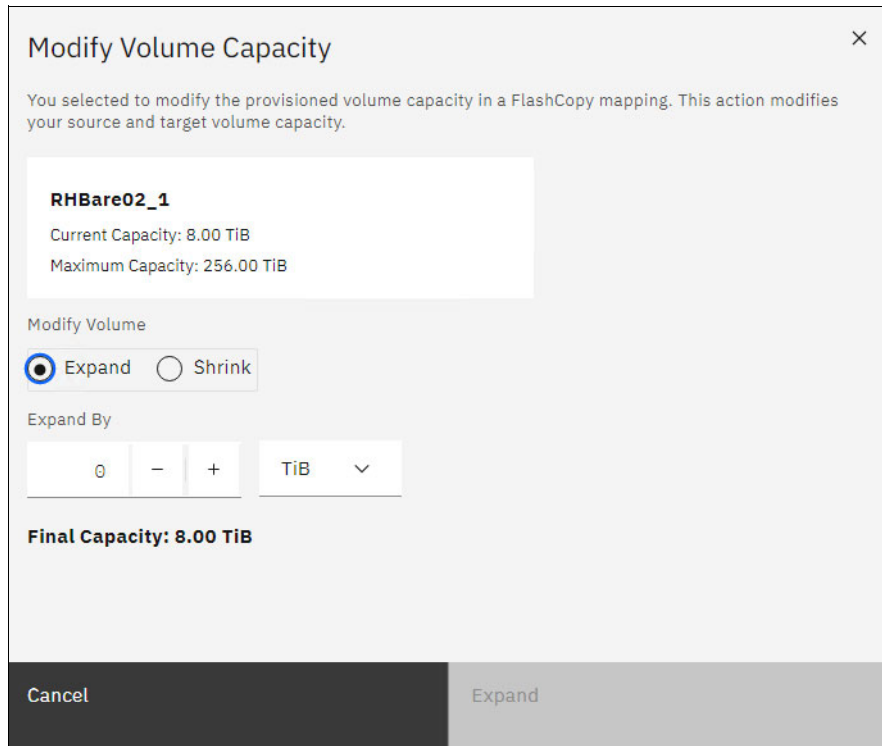 Modify Volume Capacity
You selected to modify the provisioned volume capacity in a FlashCopy mapping. This action modifies
your source and target volume capacity.
RHBare02_1
Current Capacity: 8.00 TiB
Maximum Capacity: 256.00 TiB
Modify Volume
Expand Shrink
Expand By
0 − + TiB
Final Capacity: 8.00 TiB
Cancel Expand